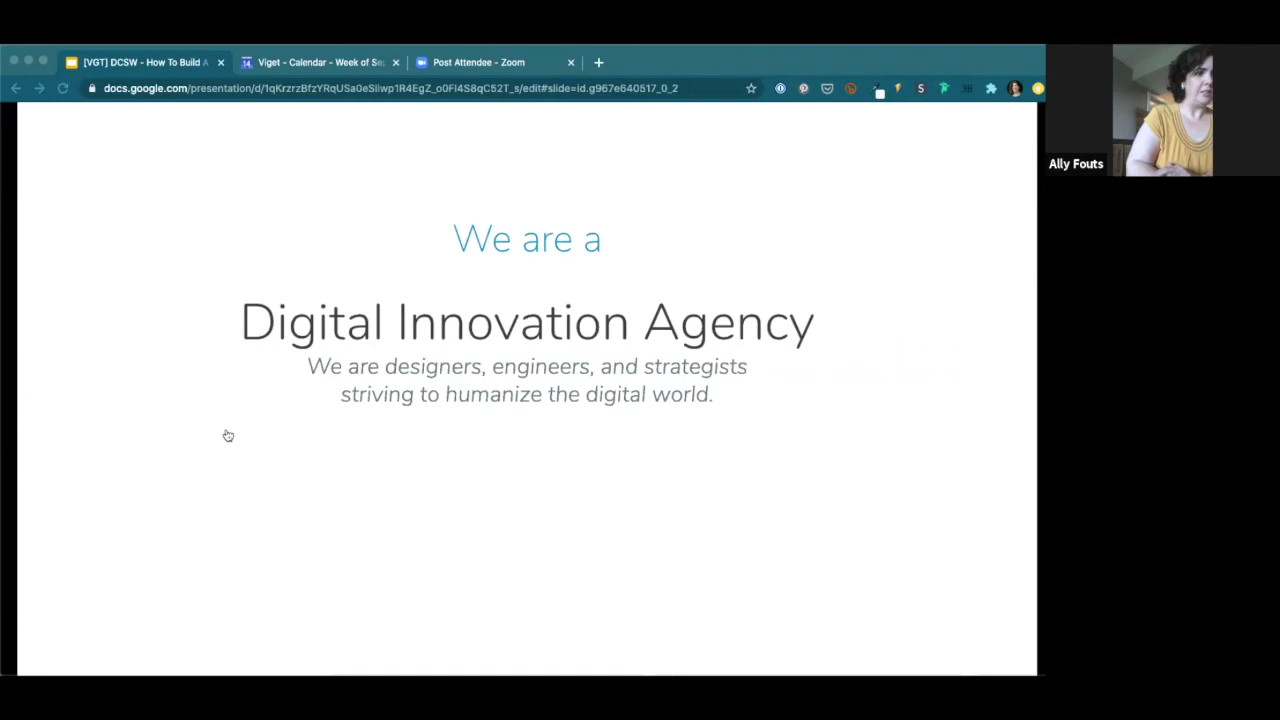 [VGT] DCSW - How To Build A
Viget - Calendar - Week of Se
Post Attendee - Zoom
docs.google.com/presentation/d/1qKrzrzBfzYRqUSa0eSliwp1R4EgZ_o0Fl4S8qC52T_s/edit#slide=id.g967e640517_0_2
Ally Fouts
We are a
Digital Innovation Agency
We are designers, engineers, and strategists
striving to humanize the digital world.